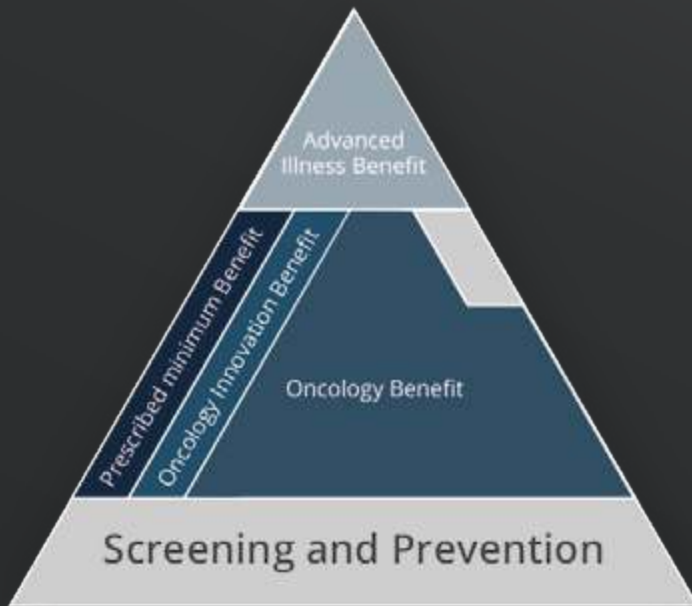 Advanced
Illness Benefit
Prescribed minimum Benefit
Oncology Innovation Benefit
Oncology Benefit
Screening and Prevention